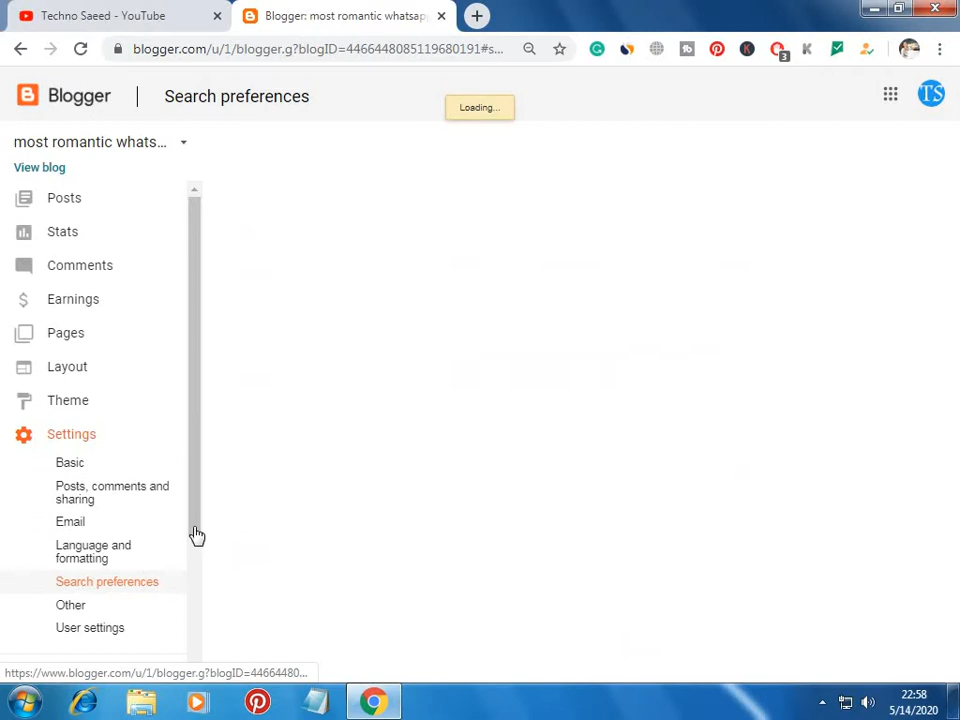 Techno Saeed - YouTube
Blogger: most romantic whatsapp
blogger.com/u/1/blogger.g?blogID=4466448085119680191#s...
3
Blogger
Search preferences
Loading...
TS
most romantic whats...
View blog
Posts
Stats
Comments
Earnings
Pages
Layout
Theme
Settings
Basic
Posts, comments and
sharing
Email
Language and
formatting
Search preferences
Other
User settings
https://www.blogger.com/u/1/blogger.g?blogID=44664480...
22:58
5/14/2020